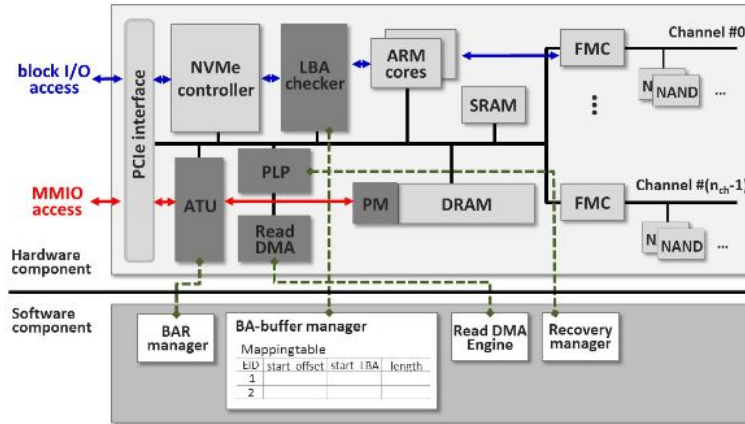 Channel #0
block I/O
access
PCIe interface
NVMe
controller
LBA
checker
ARM
cores
FMC
SRAM
NAND
...
MMIO
access
ATU
PLP
Read
DMA
PM
DRAM
FMC
Channel #(nch-1)
NAND
...
Hardware
component
Software
component
BAR
manager
BA-buffer manager
Mappingtable
EID start offset start LBA length
1
2
Read DMA
Engine
Recovery
manager